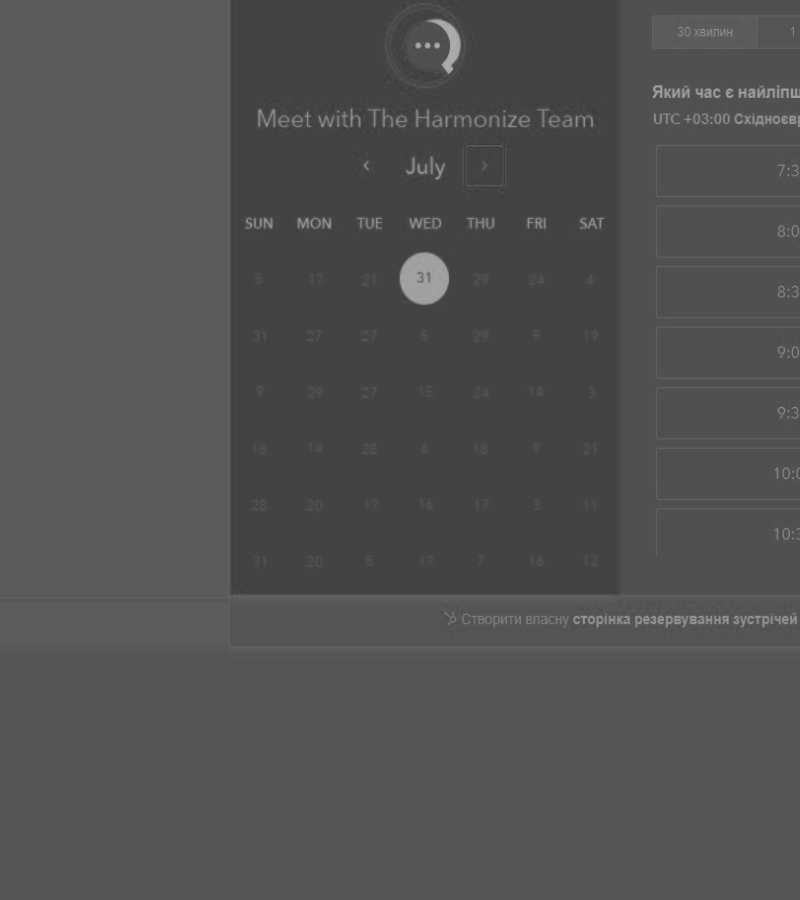 Meet with The Harmonize Team
‹ July ›
SUN MON TUE WED THU FRI SAT
5 17 21 31 29 24 4
31 27 27 5 29 9 19
9 29 27 15 24 14 3
18 14 28 6 18 9 21
28 20 17 16 17 3 11
31 20 5 17 7 16 12
30 хвилин 1
Який час є найліпш
UTC +03:00 Східноєвр
7:3
8:0
8:3
9:0
9:3
10:0
10:3
Створити власну сторінка резервування зустрічей